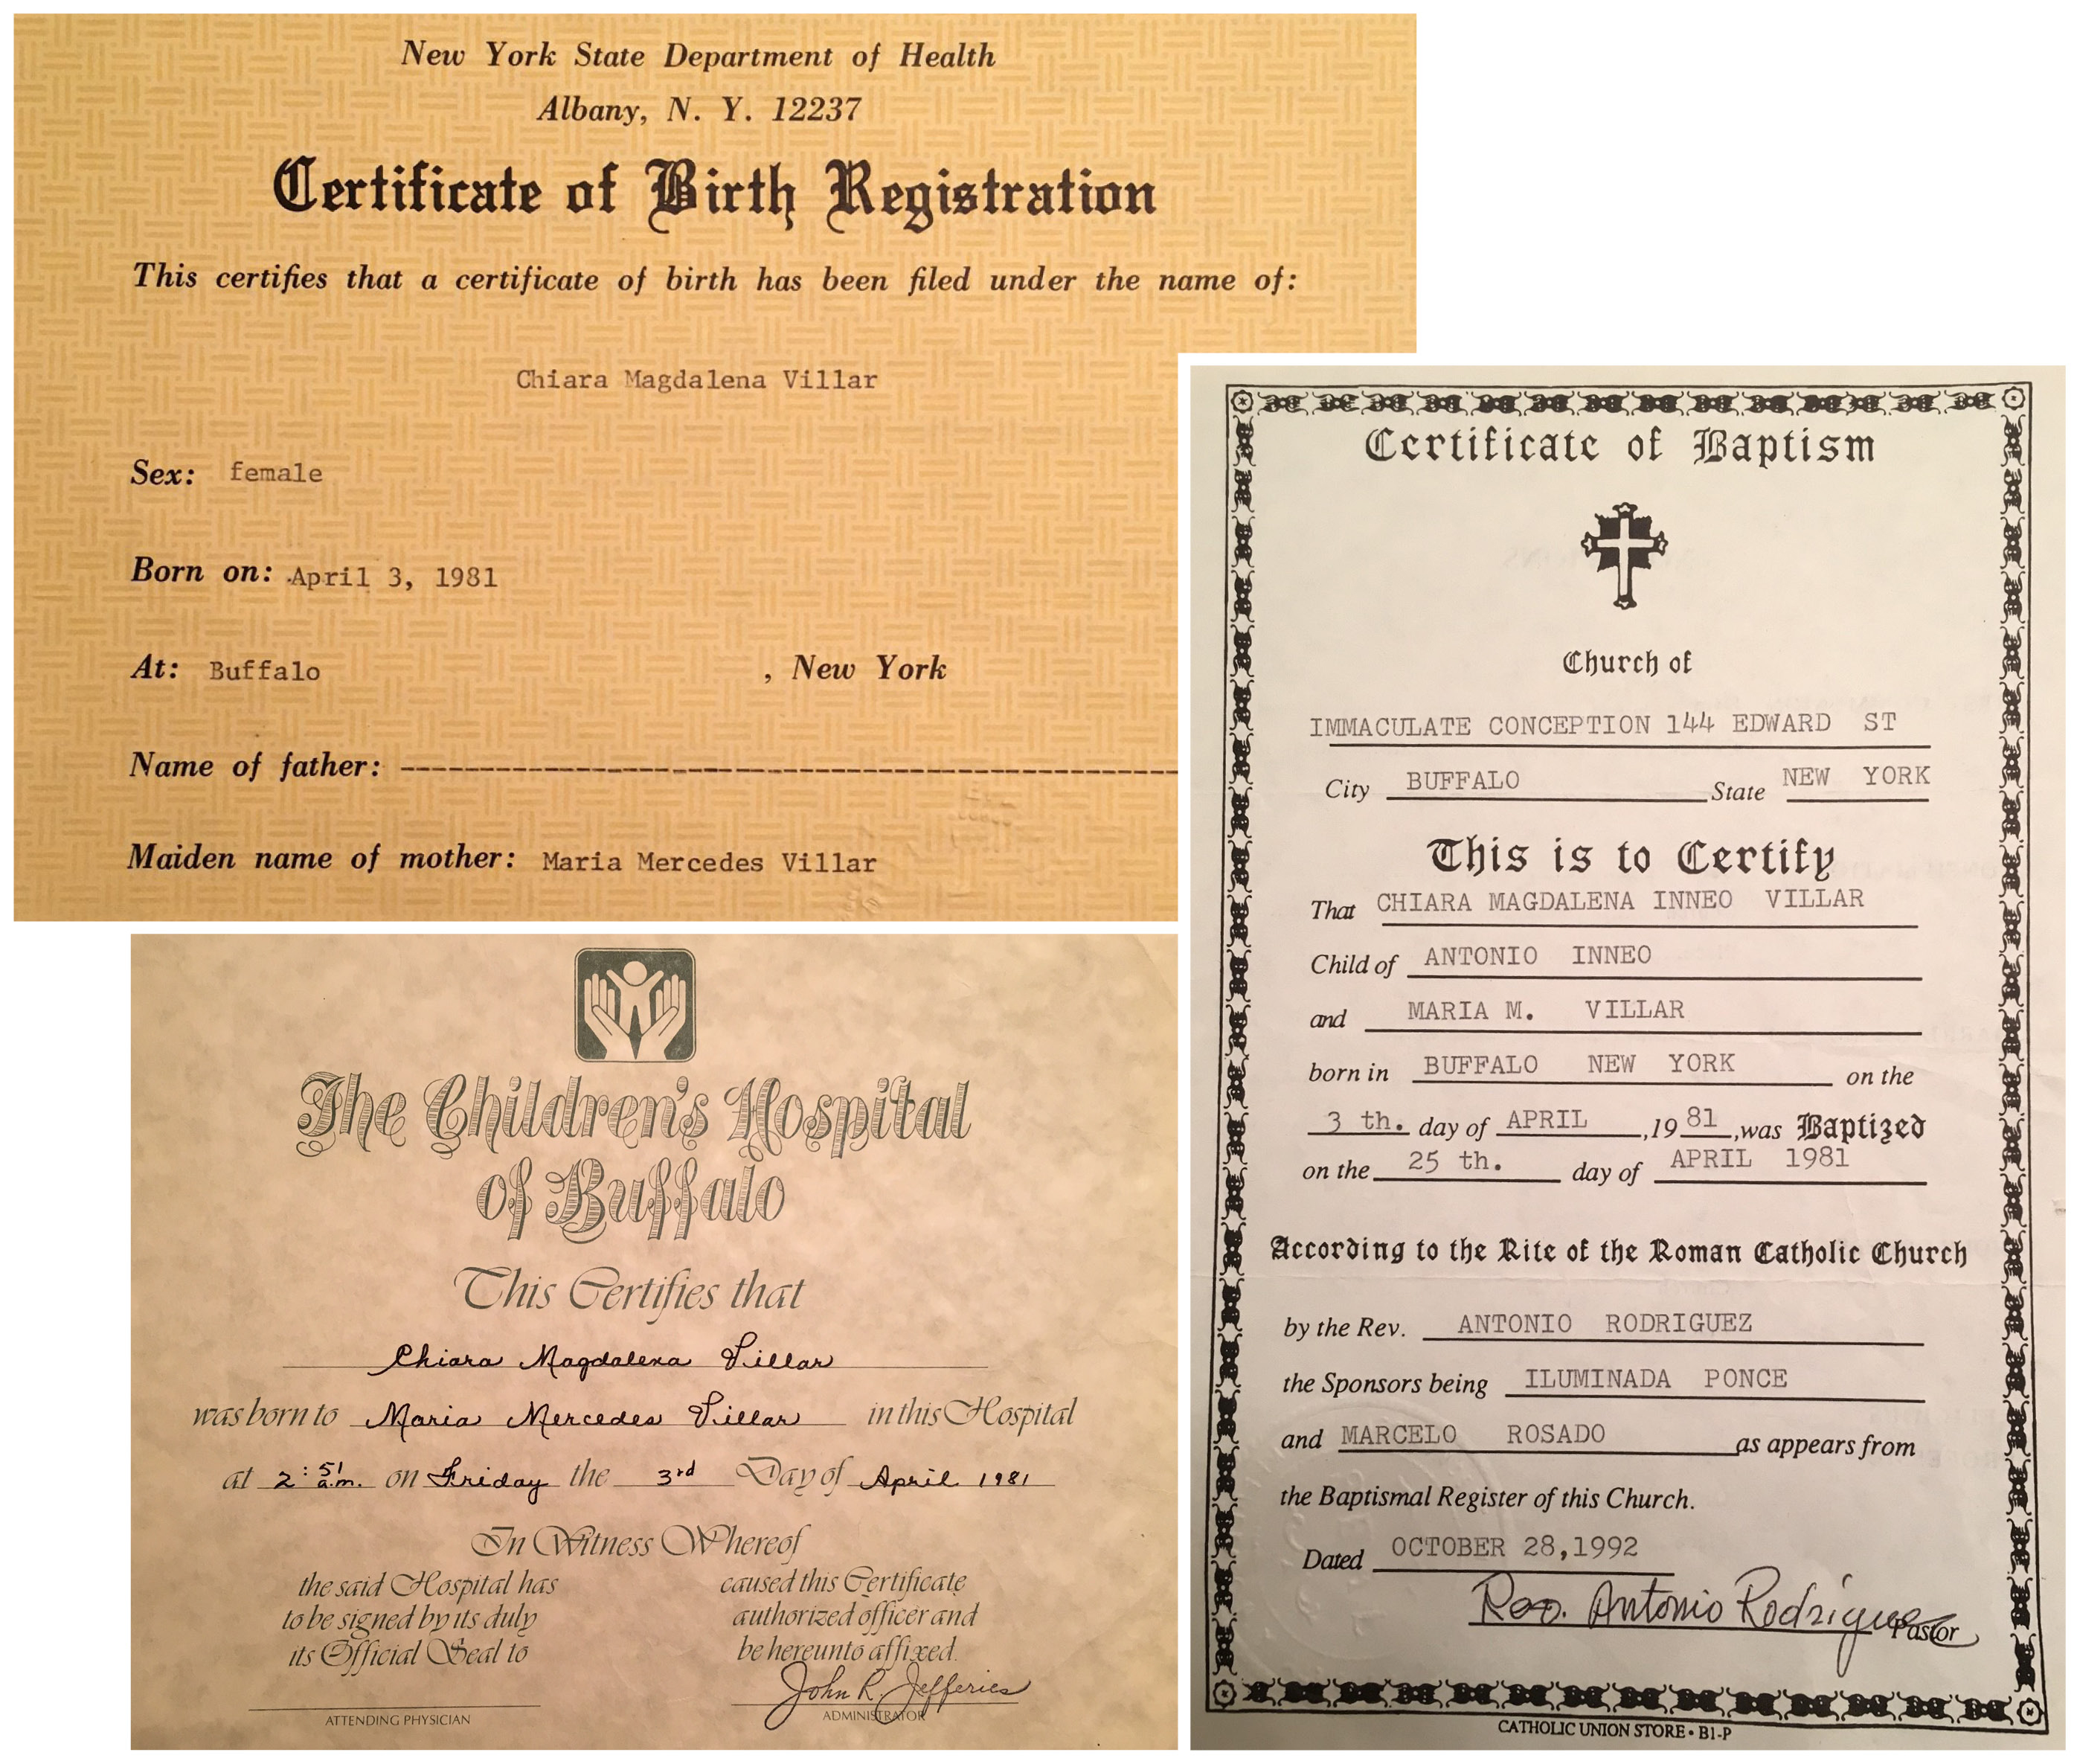 New York State Department of Health
Albany, N. Y. 12237
Certificate of Birth Registration
This certifies that a certificate of birth has been filed under the name of:
Chiara Magdalena Villar
Sex: female
Born on: April 3, 1981
At: Buffalo , New York
Name of father: ----------
Maiden name of mother: Maria Mercedes Villar
The Children's Hospital
of Buffalo
This Certifies that
Chiara Magdalena Villar
was born to Maria Mercedes Villar in this Hospital
at 2:51 a.m. on Friday the 3rd Day of April 1981
In Witness Whereof
the said Hospital has caused this Certificate
to be signed by its duly authorized officer and
its Official Seal to be hereunto affixed.
John R. Jefferies
ATTENDING PHYSICIAN ADMINISTRATOR
Certificate of Baptism
Church of
IMMACULATE CONCEPTION 144 EDWARD ST
City BUFFALO State NEW YORK
This is to Certify
That CHIARA MAGDALENA INNEO VILLAR
Child of ANTONIO INNEO
and MARIA M. VILLAR
born in BUFFALO NEW YORK on the
3 th. day of APRIL ,19 81 ,was Baptized
on the 25 th. day of APRIL 1981
According to the Rite of the Roman Catholic Church
by the Rev. ANTONIO RODRIGUEZ
the Sponsors being ILUMINADA PONCE
and MARCELO ROSADO as appears from
the Baptismal Register of this Church.
Dated OCTOBER 28,1992
Rev. Antonio Rodriguez
Pastor
CATHOLIC UNION STORE • B1-P